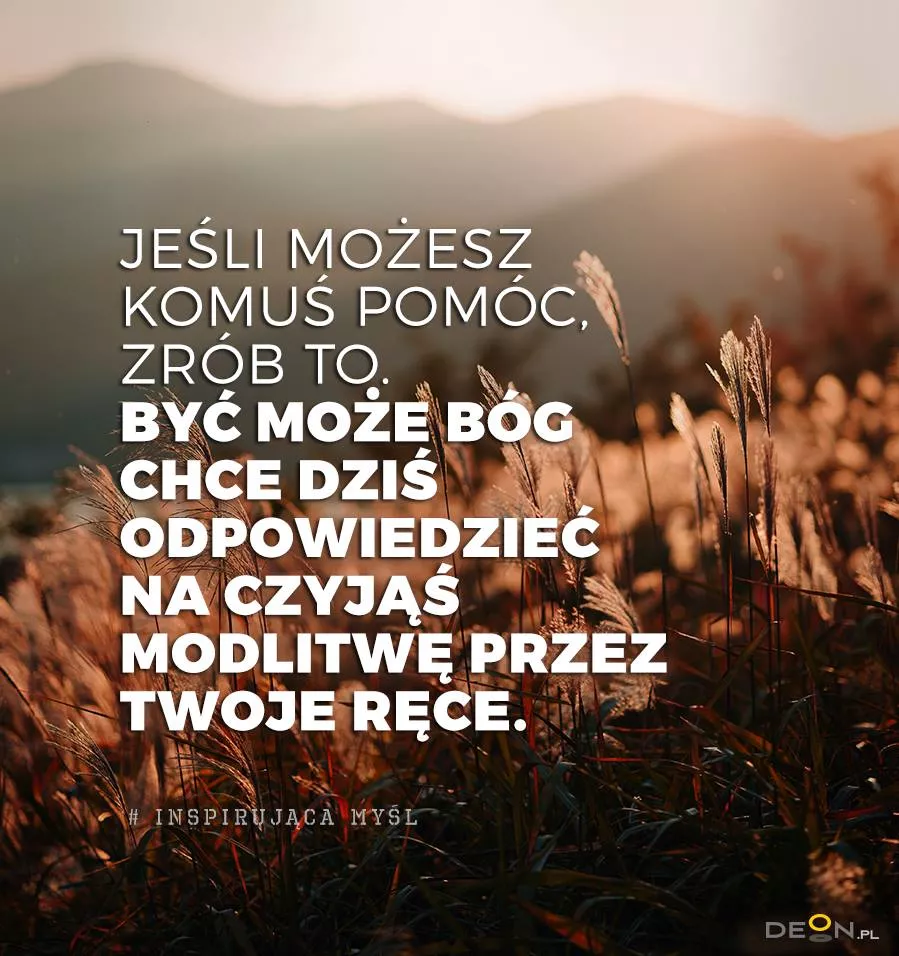 JEŚLI MOŻESZ
KOMUŚ POMÓC,
ZRÓB TO.
BYĆ MOŻE BÓG
CHCE DZIŚ
ODPOWIEDZIEĆ
NA CZYJĄŚ
MODLITWĘ PRZEZ
TWOJE RĘCE.
# INSPIRUJĄCA MYŚL
DEON.PL